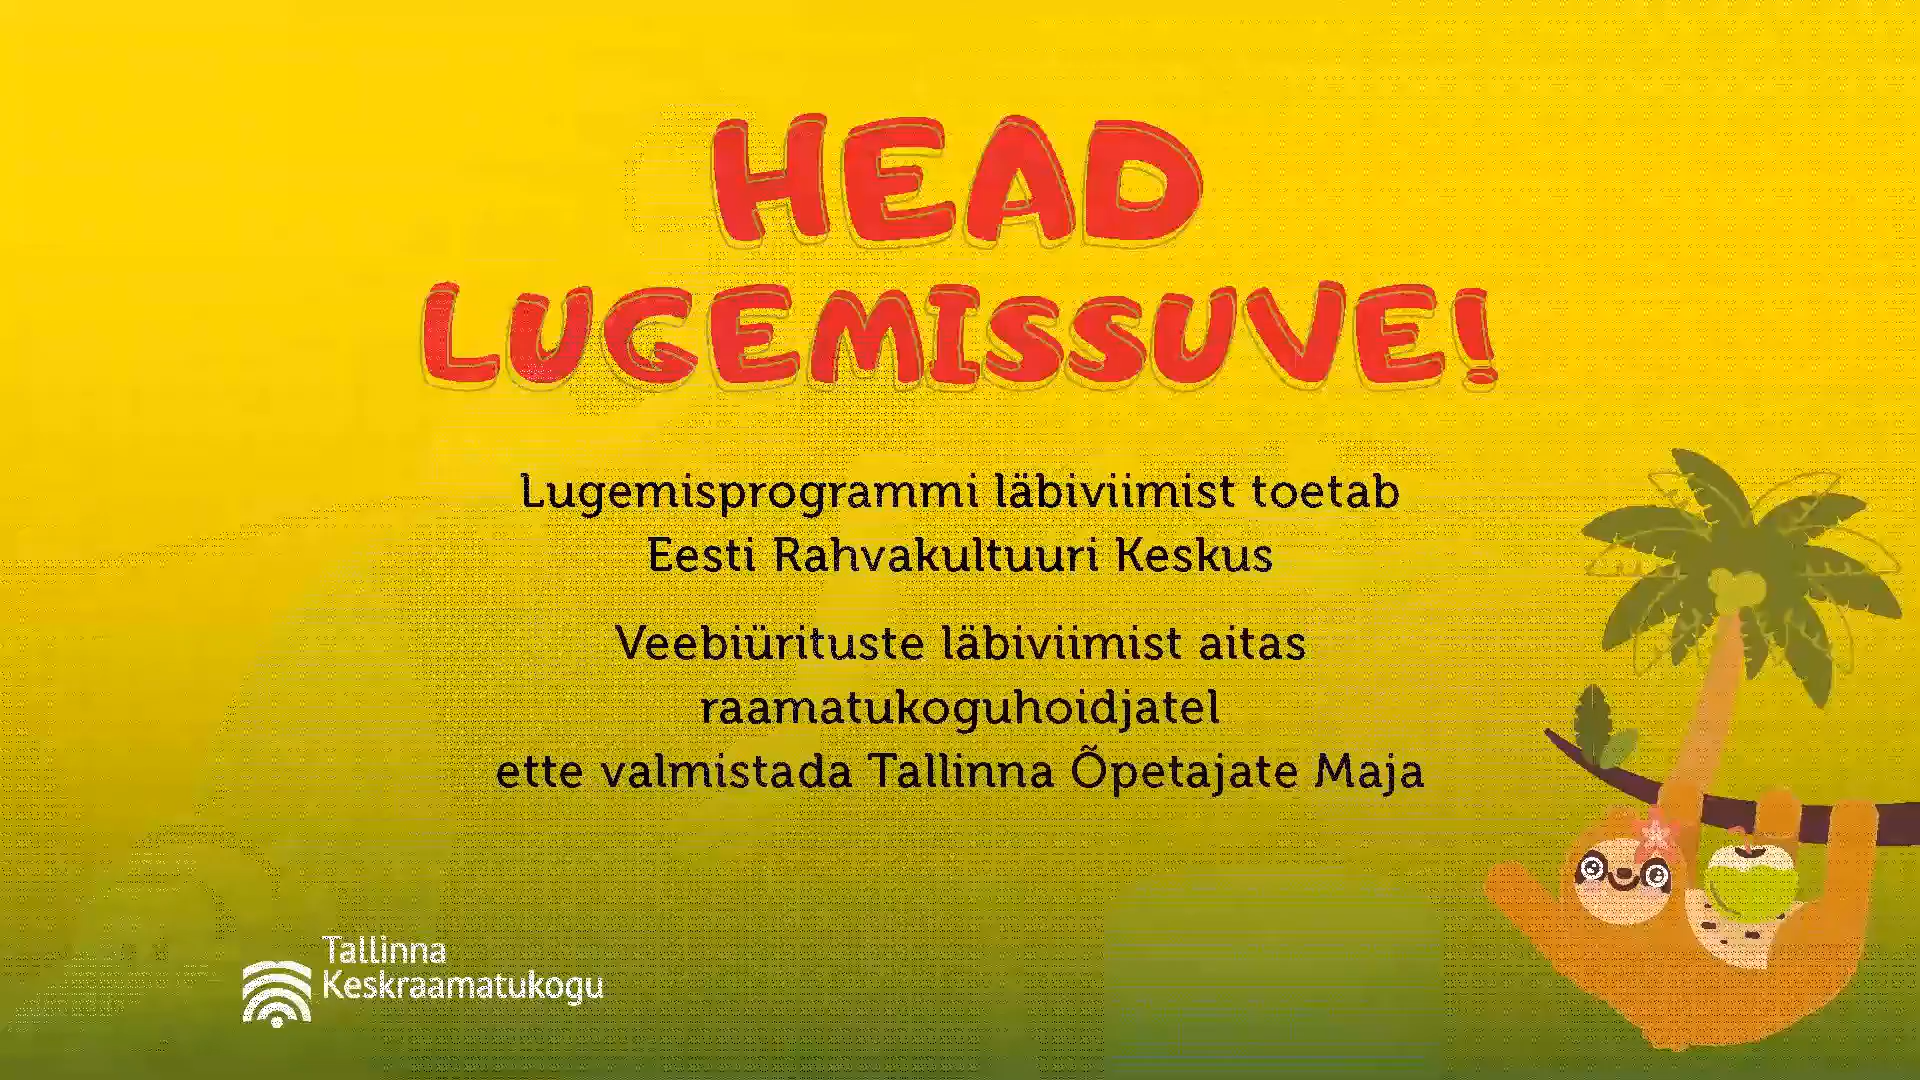 HEAD
LUGEMISSUVE!
Lugemisprogrammi läbiviimist toetab
Eesti Rahvakultuuri Keskus
Veebiürituste läbiviimist aitas
raamatukoguhoidjatel
ette valmistada Tallinna Õpetajate Maja
Tallinna
Keskraamatukogu